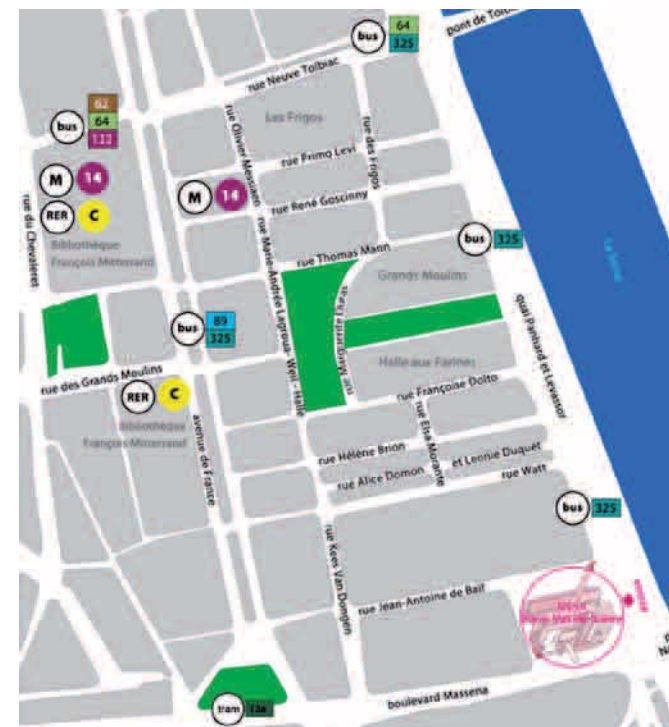 64
bus
325
pont de Tolbiac
rue Neuve Tolbiac
62
bus
64
132
Les Frigos
rue Olivier Messiaen
rue des Frigos
rue Primo Levi
M
14
M
14
rue René Goscinny
RER
C
rue du Chevaleret
Bibliothèque
François Mitterrand
rue Thomas Mann
bus
325
La Seine
Grands Moulins
rue Marie-Andrée Lagroua-Weil-Halle
rue Marguerite Duras
quai Panhard et Levassor
bus
89
325
Halle aux Farines
rue des Grands Moulins
RER
C
rue Françoise Dolto
Bibliothèque
François Mitterrand
avenue de France
rue Elsa Morante
rue Hélène Brion
et Leonie Duquet
rue Alice Domon
rue Watt
bus
325
rue Kees Van Dongen
rue Jean-Antoine de Baïf
boulevard Massena
tram